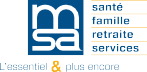 msa
santé
famille
retraite
services
L'essentiel & plus encore